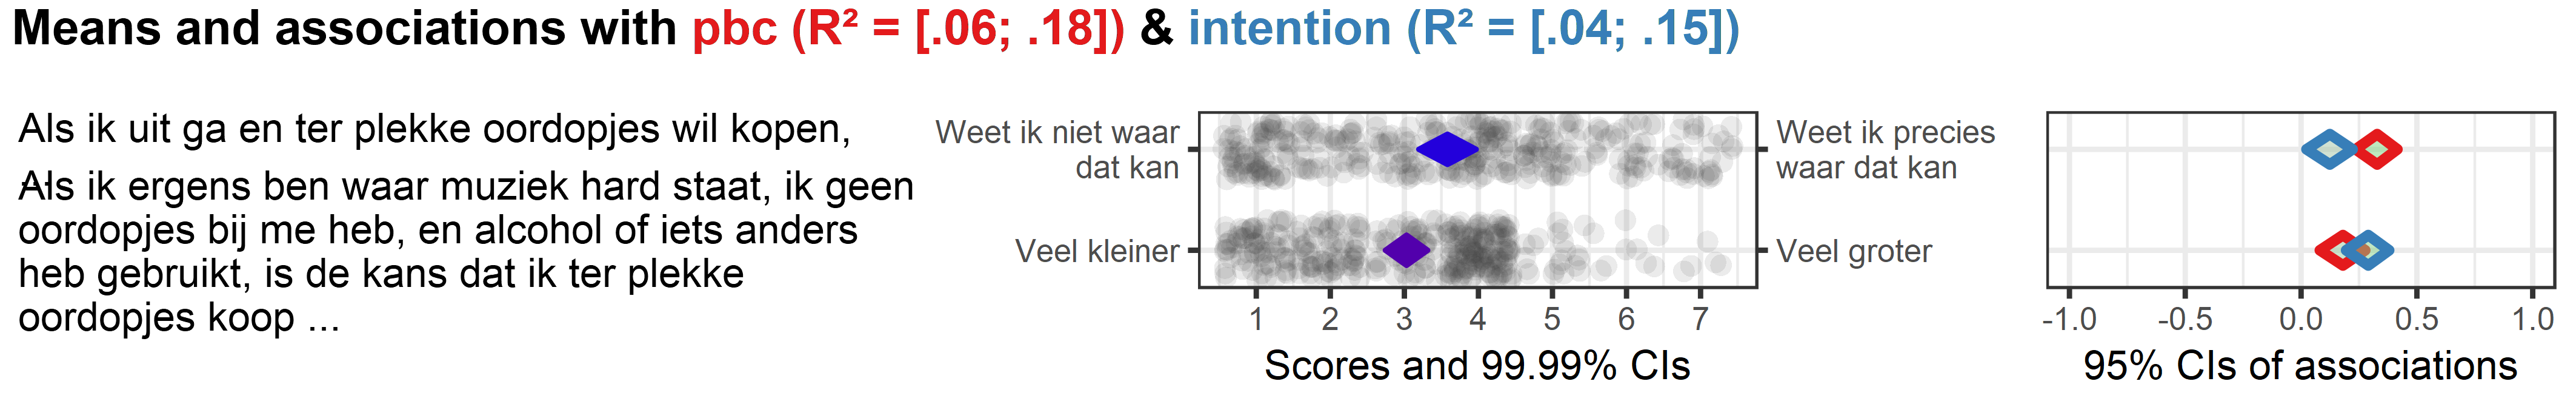 Means and associations with pbc (R² = [.06; .18]) & intention (R² = [.04; .15])
Als ik uit ga en ter plekke oordopjes wil kopen,
Als ik ergens ben waar muziek hard staat, ik geen
oordopjes bij me heb, en alcohol of iets anders
heb gebruikt, is de kans dat ik ter plekke
oordopjes koop ...
Weet ik niet waar
dat kan
Veel kleiner
Weet ik precies
waar dat kan
Veel groter
1 2 3 4 5 6 7
Scores and 99.99% CIs
-1.0 -0.5 0.0 0.5 1.0
95% CIs of associations